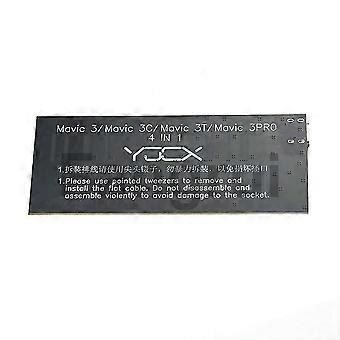 Mavic 3/Mavic 3C/Mavic 3T/Mavic 3PRO
4 IN 1
YJCX
1.拆装排线请使用尖头镊子，勿暴力拆装，以免损坏座口
1.Please use pointed tweezers to remove and
install the flat cable. Do not disassemble and
assemble violently to avoid damage to the socket.